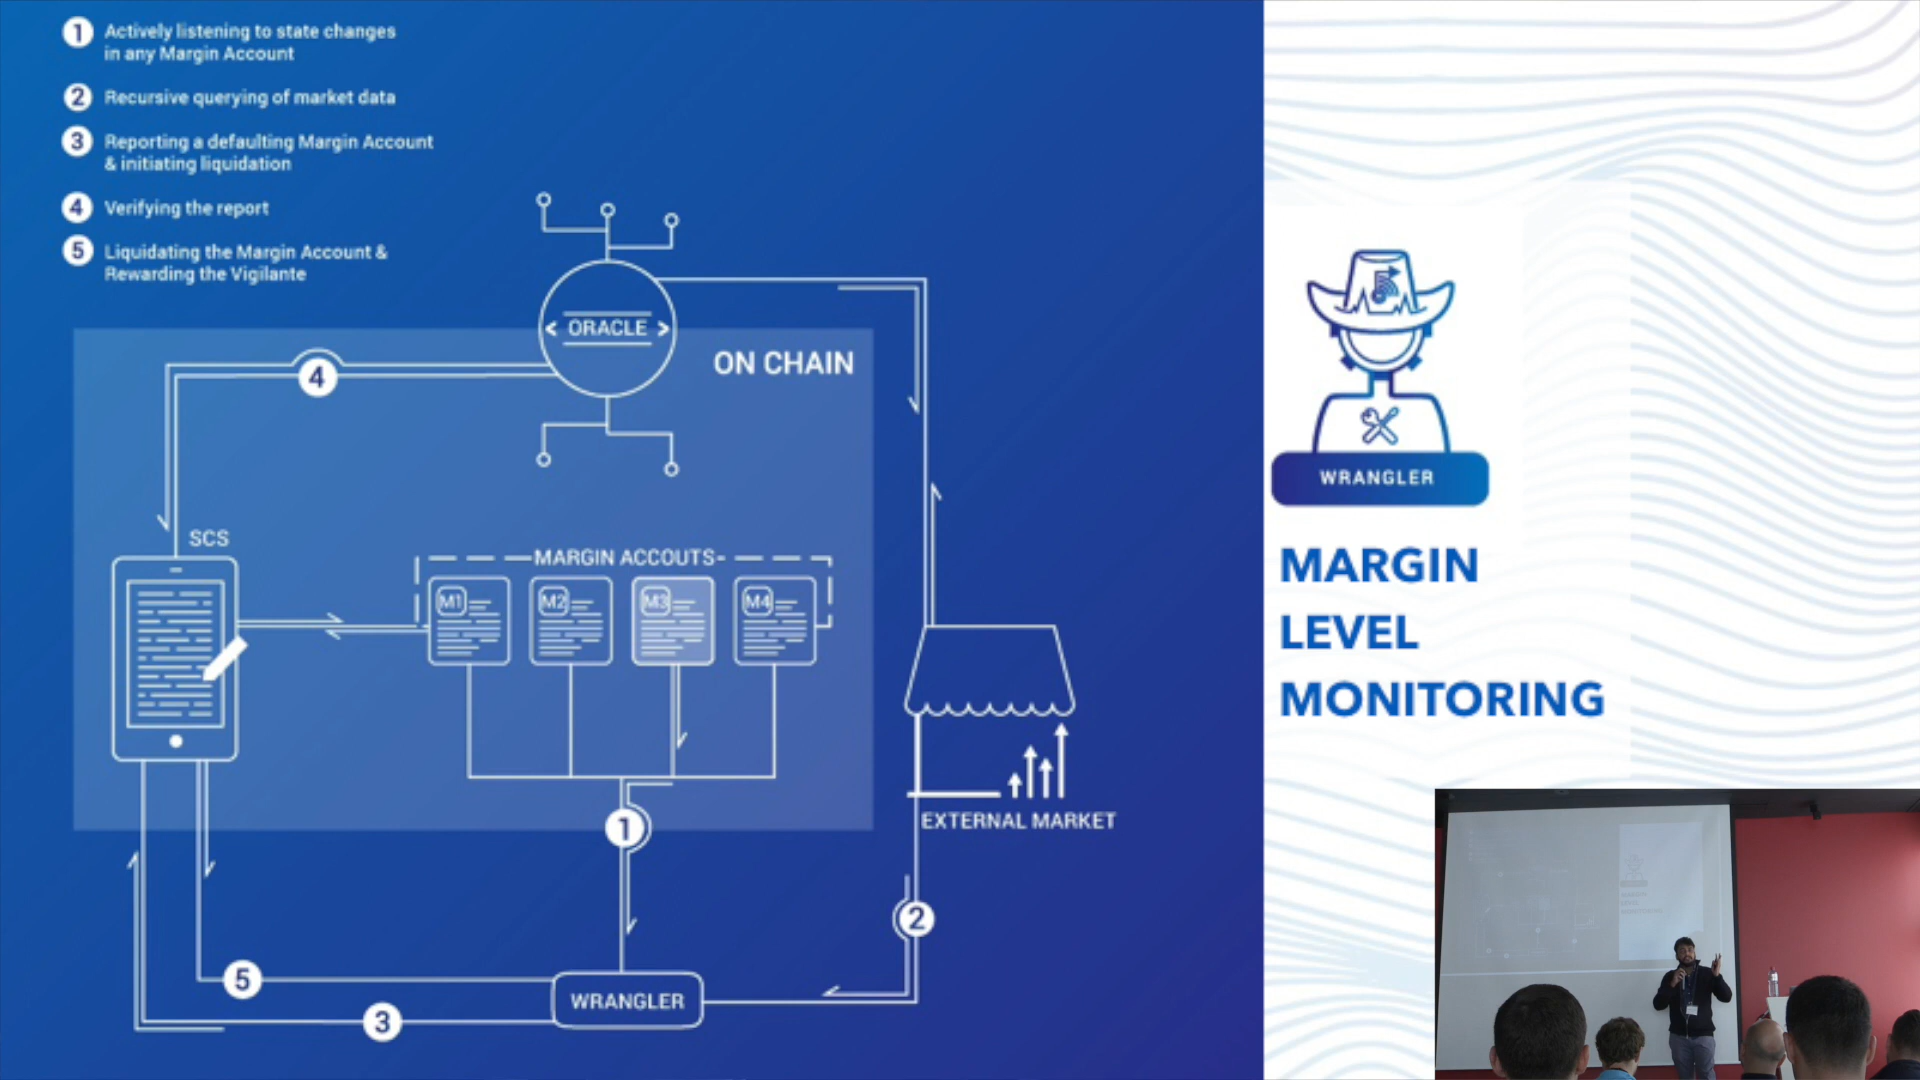 1 Actively listening to state changes
in any Margin Account
2 Recursive querying of market data
3 Reporting a defaulting Margin Account
& initiating liquidation
4 Verifying the report
5 Liquidating the Margin Account &
Rewarding the Vigilante
< ORACLE >
ON CHAIN
4
SCS
MARGIN ACCOUTS
M1 M2 M3 M4
1
EXTERNAL MARKET
2
5
WRANGLER
3
WRANGLER
MARGIN
LEVEL
MONITORING